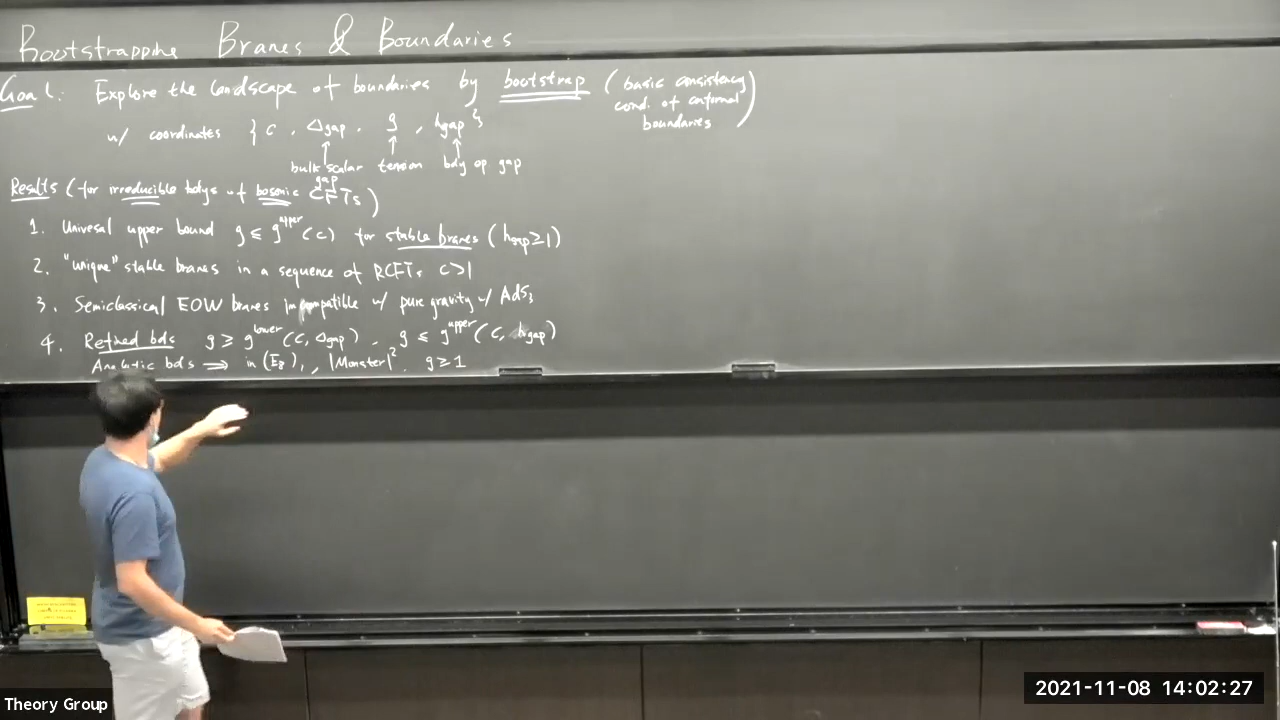 Bootstrapping Branes & Boundaries
Goal: Explore the landscape of boundaries by bootstrap ( basic consistency
cond. of conformal
boundaries )
w/ coordinates { c , Δgap , g , hgap }
↑ ↑ ↑
bulk scalar tension bdy op gap
gap
Results (for irreducible bdys of bosonic CFTs )
1. Univesal upper bound g ≤ g^upper (c) for stable branes ( hgap ≥ 1 )
2. "unique" stable branes in a sequence of RCFTs c>1
3. Semiclassical EOW branes incompatible w/ pure gravity w/ AdS₃
4. Refined bds g ≥ g^lower (c, Δgap) , g ≤ g^upper (c, hgap)
Analytic bds ⇒ in (E₈)₁ , |Monster|² , g ≥ 1
Theory Group
2021-11-08 14:02:27